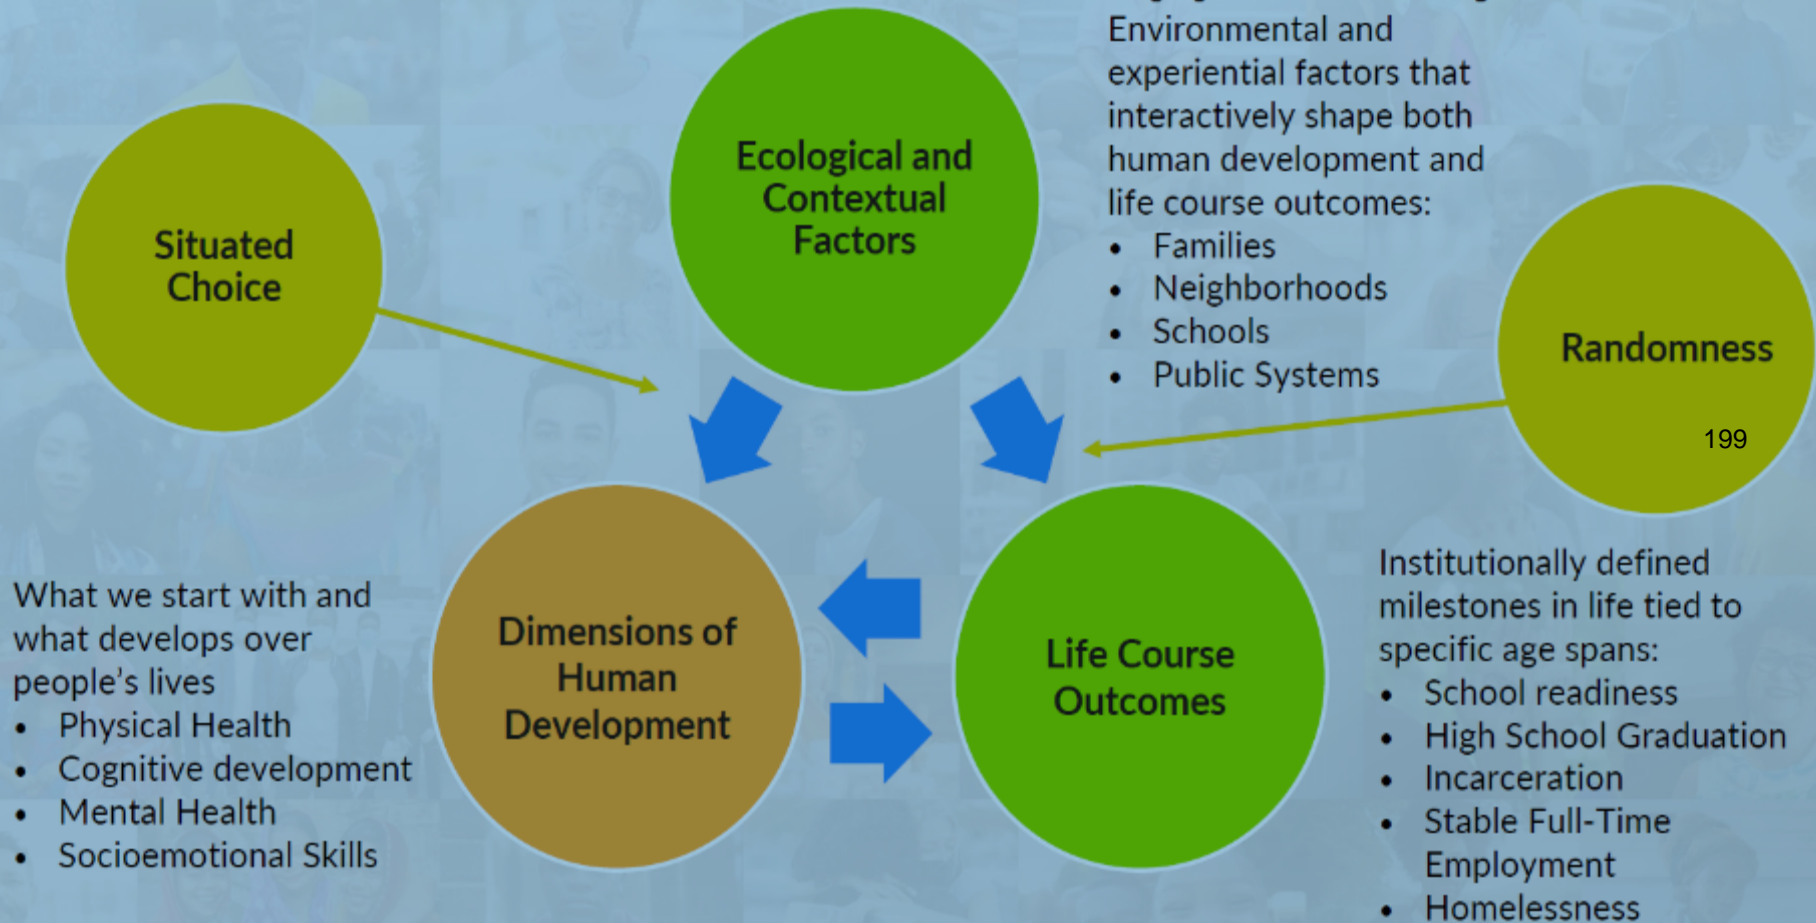 Environmental and
experiential factors that
interactively shape both
human development and
life course outcomes:
• Families
• Neighborhoods
• Schools
• Public Systems
Ecological and
Contextual
Factors
Situated
Choice
Randomness
199
What we start with and
what develops over
people’s lives
• Physical Health
• Cognitive development
• Mental Health
• Socioemotional Skills
Dimensions of
Human
Development
Life Course
Outcomes
Institutionally defined
milestones in life tied to
specific age spans:
• School readiness
• High School Graduation
• Incarceration
• Stable Full-Time
Employment
• Homelessness